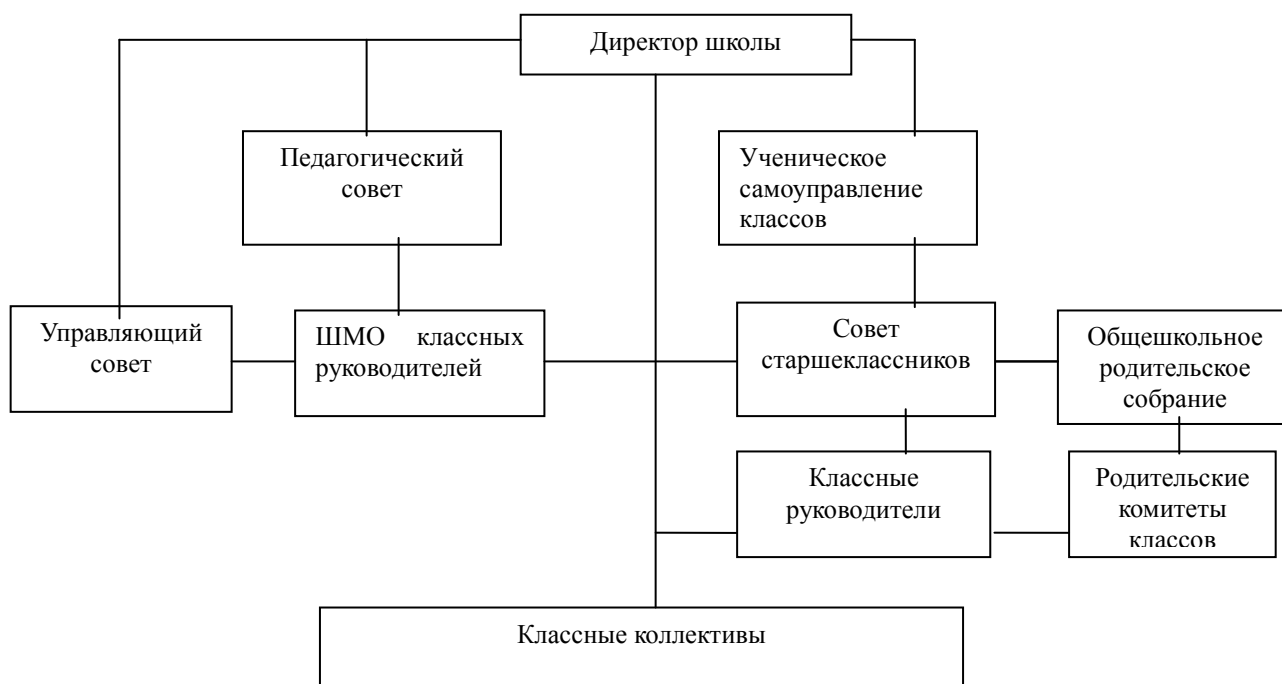 Директор школы
Педагогический
совет
Ученическое
самоуправление
классов
Управляющий
совет
ШМО классных
руководителей
Совет
старшеклассников
Общешкольное
родительское
собрание
Классные
руководители
Родительские
комитеты
классов
Классные коллективы